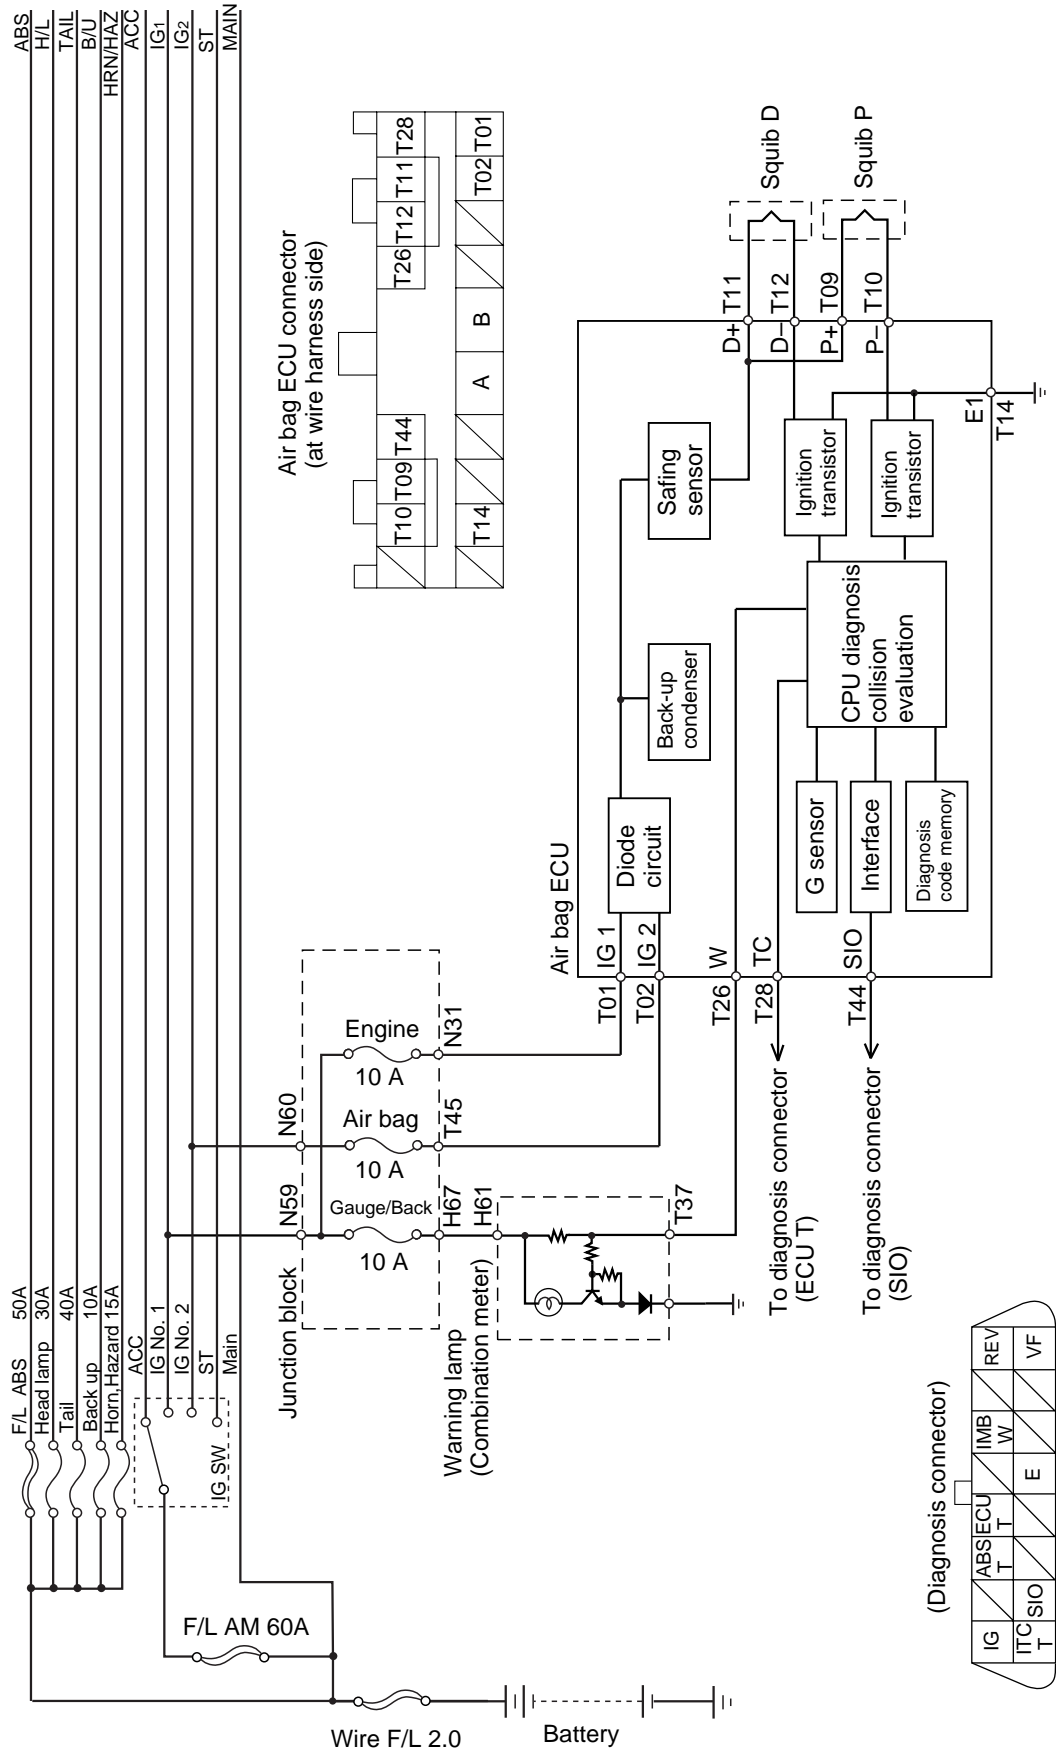 ABS
H/L
TAIL
B/U
HRN/HAZ
ACC
IG1
IG2
ST
MAIN
F/L ABS 50A
Head lamp 30A
Tail 40A
Back up 10A
Horn,Hazard 15A
ACC
IG No. 1
IG No. 2
ST
Main
IG SW
F/L AM 60A
Wire F/L 2.0
Battery
Junction block
N59
N60
Engine
10 A
N31
Air bag
10 A
T45
Gauge/Back
10 A
H67
H61
T37
Warning lamp
(Combination meter)
Air bag ECU connector
(at wire harness side)
T10
T09
T44
T26
T12
T11
T28
T14
A
B
T02
T01
Air bag ECU
T01
IG 1
T02
IG 2
T26
W
T28
TC
T44
SIO
Diode
circuit
Back-up
condenser
Safing
sensor
G sensor
Interface
Diagnosis
code memory
CPU diagnosis
collision
evaluation
Ignition
transistor
Ignition
transistor
D+
T11
D–
T12
P+
T09
P–
T10
E1
T14
Squib D
Squib P
To diagnosis connector
(ECU T)
To diagnosis connector
(SIO)
(Diagnosis connector)
IG
ABS
T
ECU
T
IMB
W
REV
ITC
T
SIO
E
VF